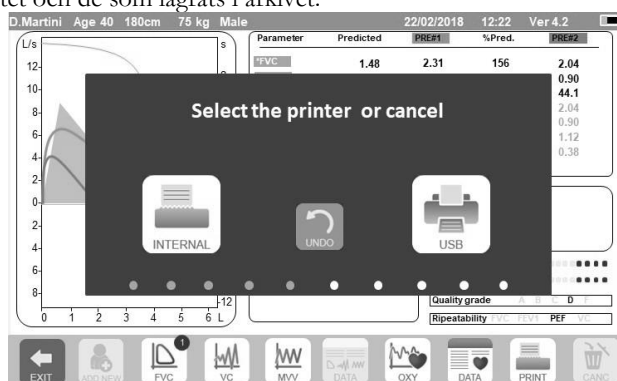 tet och de som lagrats i arkivet.
D.Martini Age 40 180cm 75 kg Male 22/02/2018 12:22 Ver 4.2
L/s
s
Parameter Predicted PRE#1 %Pred. PRE#2
*FVC 1.48 2.31 156 2.04
0.90
44.1
2.04
0.90
1.12
0.38
12-
10-
8-
6-
4-
2-
0-
2-
4-
6-
8-
Select the printer or cancel
INTERNAL
UNDO
USB
-12
0 1 2 3 4 5 6 L
Quality grade A B C D F
Repeatability FVC FEV1 PEF VC
1
EXIT ADD NEW FVC VC MVV DATA OXY DATA PRINT CANC